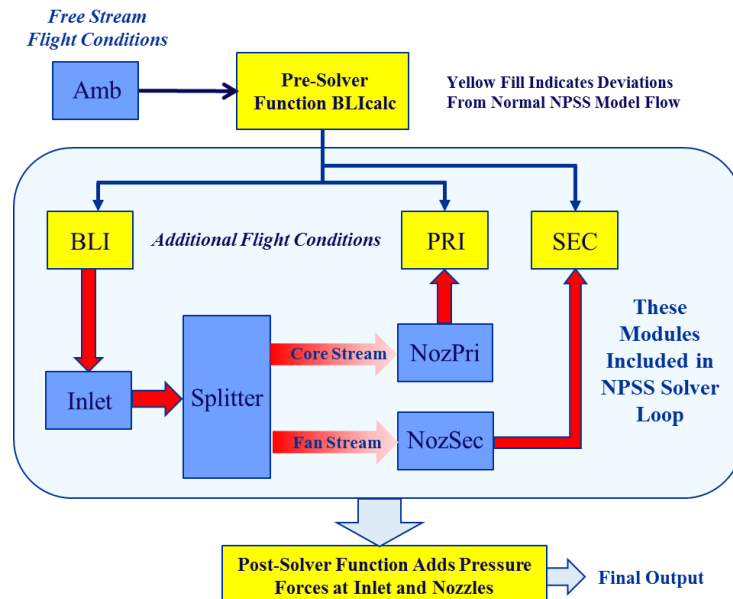 Free Stream
Flight Conditions
Amb
Pre-Solver
Function BLIcalc
Yellow Fill Indicates Deviations
From Normal NPSS Model Flow
BLI
Additional Flight Conditions
PRI
SEC
These
Modules
Included in
NPSS Solver
Loop
Inlet
Splitter
Core Stream
NozPri
Fan Stream
NozSec
Post-Solver Function Adds Pressure
Forces at Inlet and Nozzles
Final Output